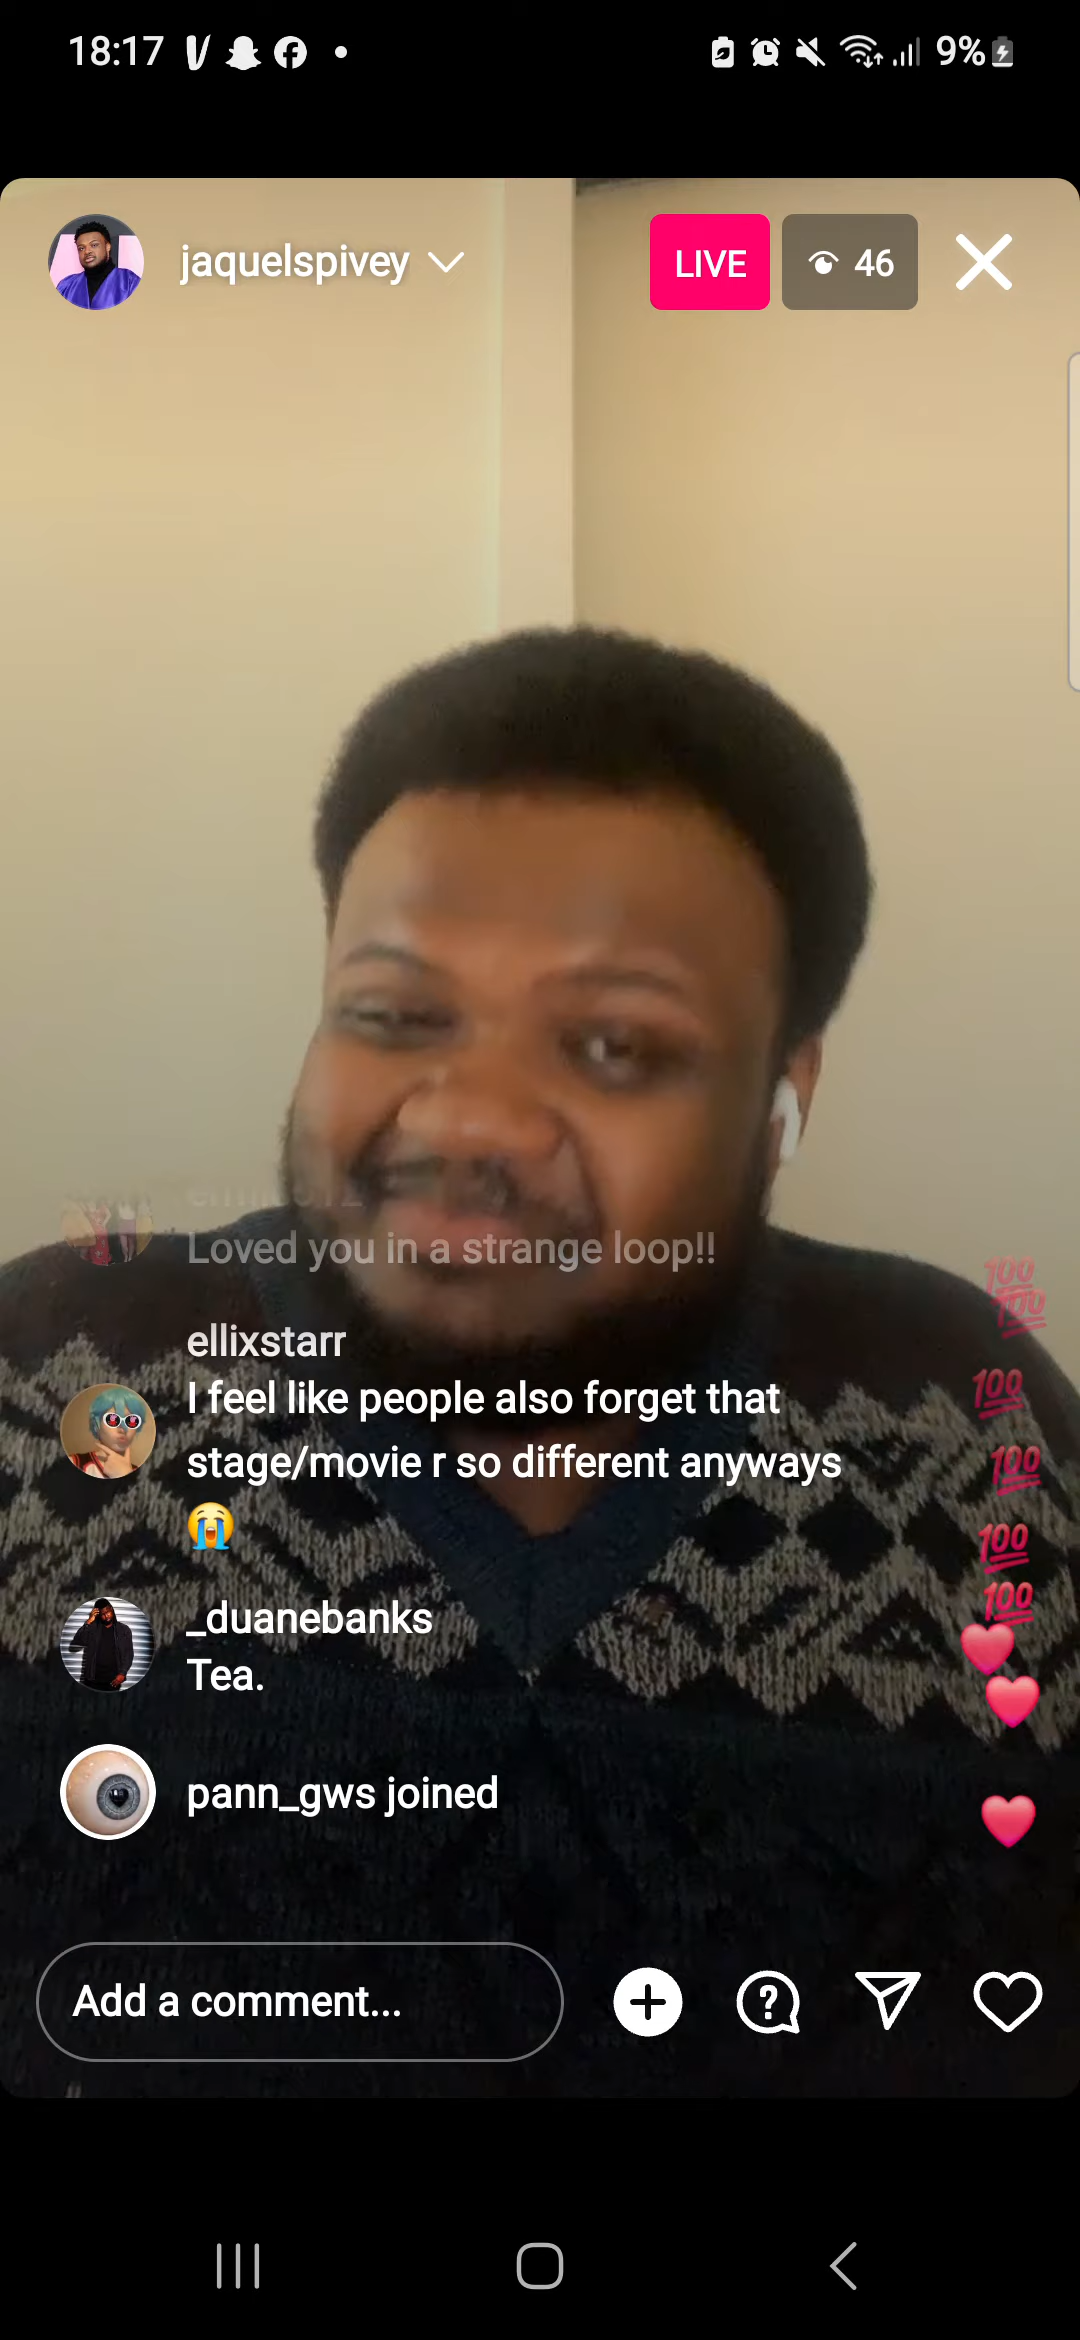 18:17
9%
jaquelspivey
LIVE
46
Loved you in a strange loop!!
ellixstarr
I feel like people also forget that
stage/movie r so different anyways
😭
_duanebanks
Tea.
pann_gws joined
Add a comment...